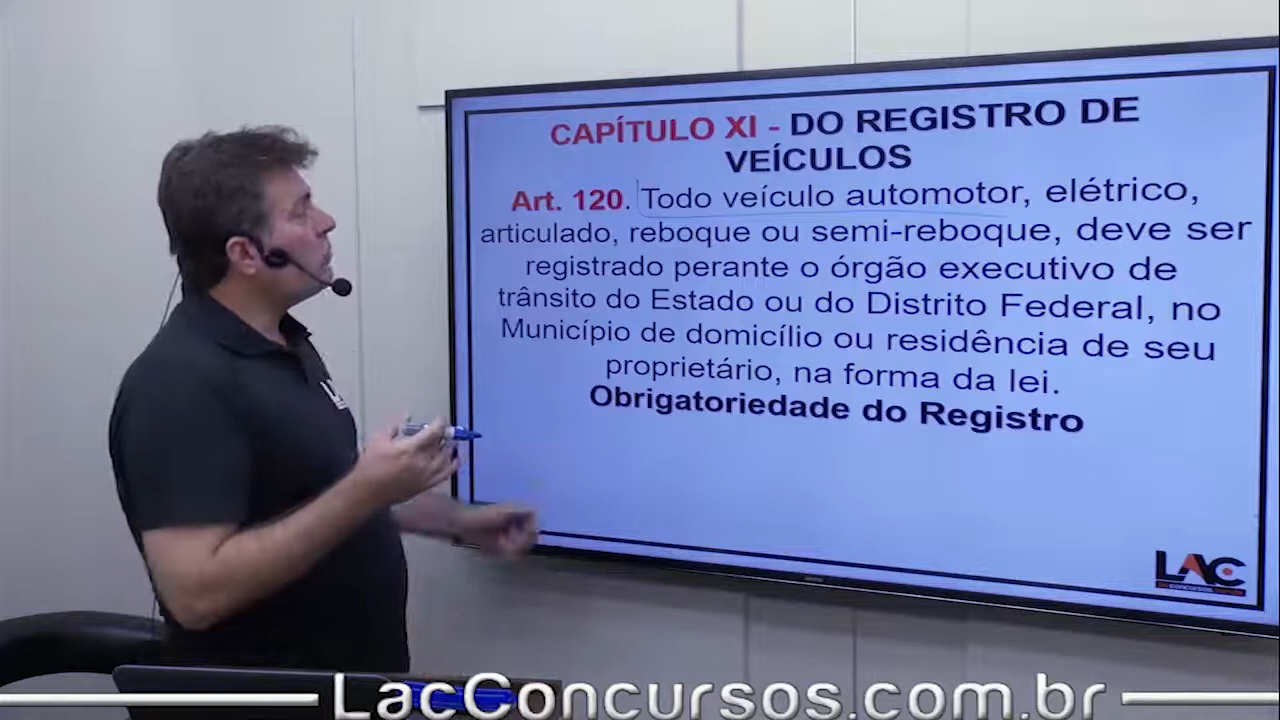 CAPÍTULO XI - DO REGISTRO DE
VEÍCULOS
Art. 120. Todo veículo automotor, elétrico,
articulado, reboque ou semi-reboque, deve ser
registrado perante o órgão executivo de
trânsito do Estado ou do Distrito Federal, no
Município de domicílio ou residência de seu
proprietário, na forma da lei.
Obrigatoriedade do Registro
LAC
LacConcursos.com.br